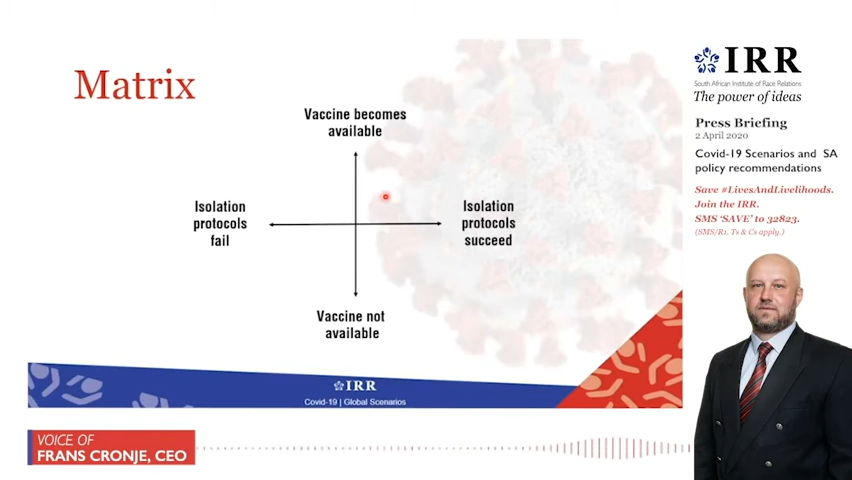 Matrix
Vaccine becomes
available
Isolation
protocols
fail
Isolation
protocols
succeed
Vaccine not
available
IRR
Covid-19 | Global Scenarios
VOICE OF
FRANS CRONJE, CEO
IRR
South African Institute of Race Relations
The power of ideas
Press Briefing
2 April 2020
Covid-19 Scenarios and SA
policy recommendations
Save #LivesAndLivelihoods.
Join the IRR.
SMS 'SAVE' to 32823.
(SMS/R1. Ts & Cs apply.)